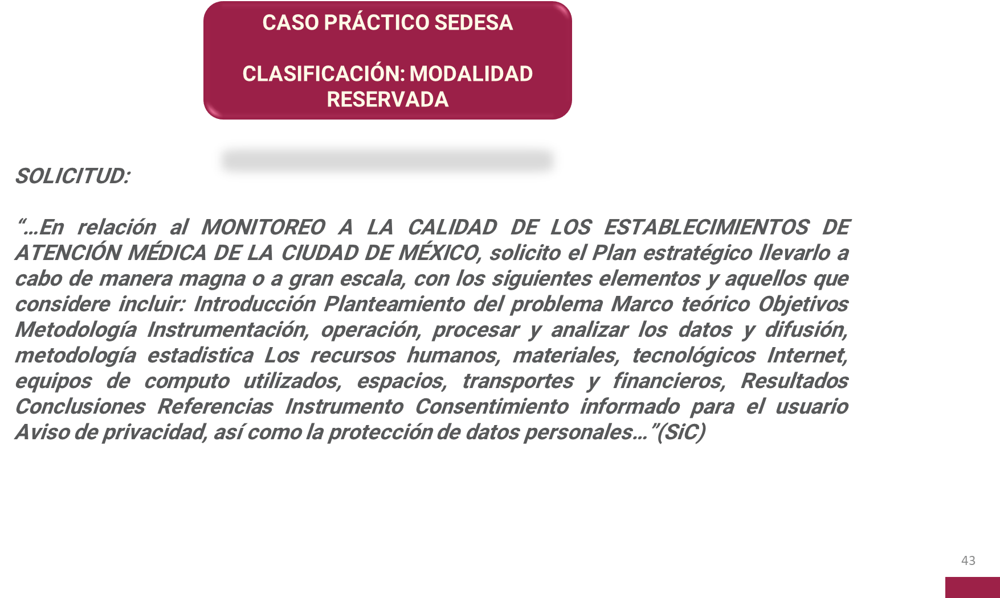 CASO PRÁCTICO SEDESA
CLASIFICACIÓN: MODALIDAD
RESERVADA
SOLICITUD:
“…En relación al MONITOREO A LA CALIDAD DE LOS ESTABLECIMIENTOS DE
ATENCIÓN MÉDICA DE LA CIUDAD DE MÉXICO, solicito el Plan estratégico llevarlo a
cabo de manera magna o a gran escala, con los siguientes elementos y aquellos que
considere incluir: Introducción Planteamiento del problema Marco teórico Objetivos
Metodología Instrumentación, operación, procesar y analizar los datos y difusión,
metodología estadistica Los recursos humanos, materiales, tecnológicos Internet,
equipos de computo utilizados, espacios, transportes y financieros, Resultados
Conclusiones Referencias Instrumento Consentimiento informado para el usuario
Aviso de privacidad, así como la protección de datos personales…”(SiC)
43